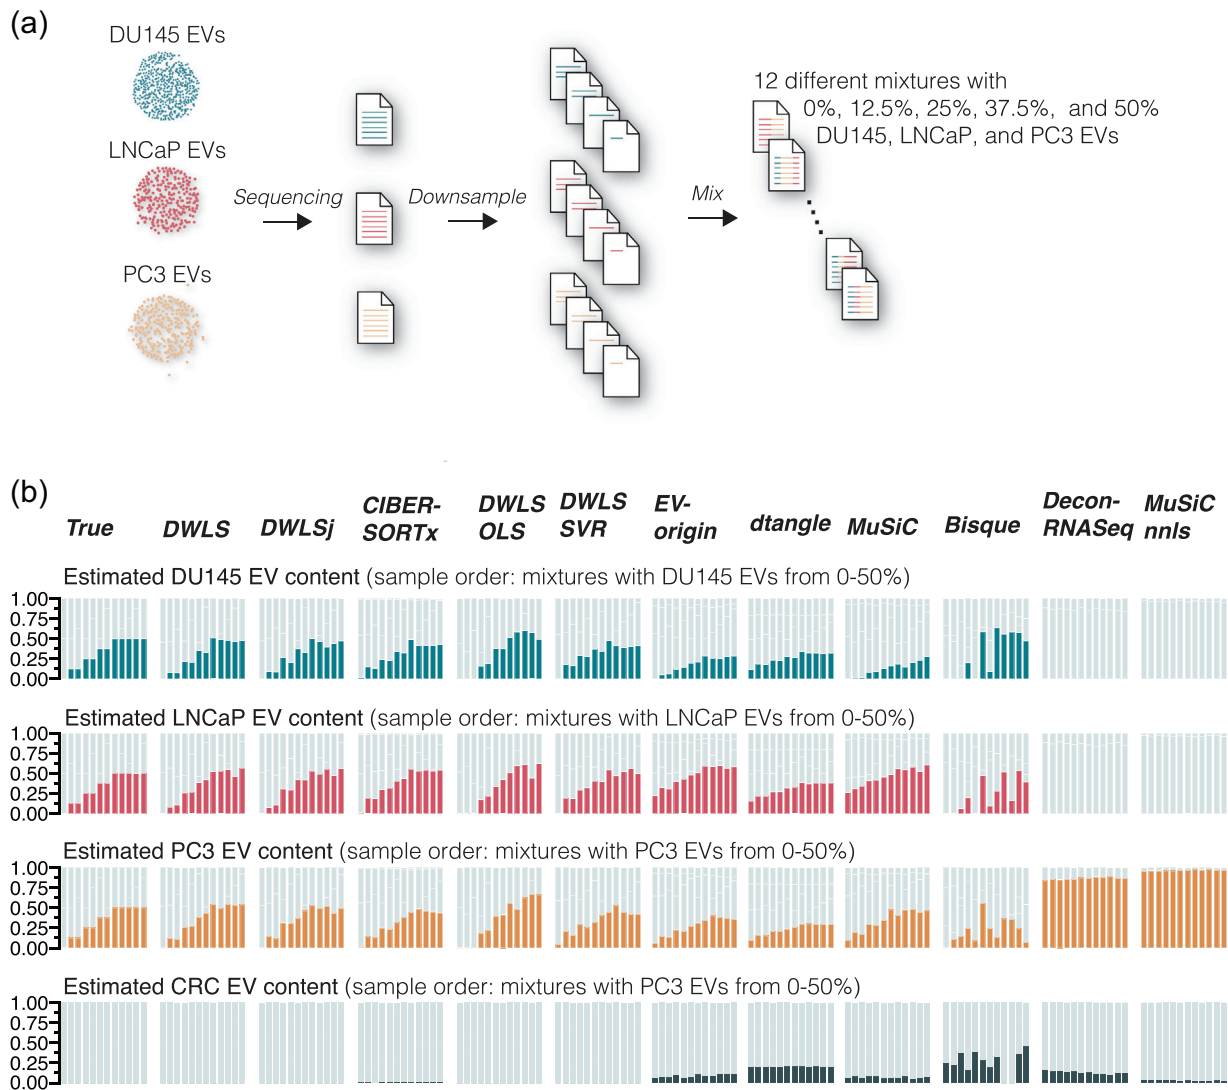 (a)
DU145 EVs
LNCaP EVs
PC3 EVs
Sequencing
Downsample
Mix
12 different mixtures with
0%, 12.5%, 25%, 37.5%, and 50%
DU145, LNCaP, and PC3 EVs
(b)
True
DWLS
DWLSj
CIBER-
SORTx
DWLS
OLS
DWLS
SVR
EV-
origin
dtangle
MuSiC
Bisque
Decon-
RNASeq
MuSiC
nnls
Estimated DU145 EV content (sample order: mixtures with DU145 EVs from 0-50%)
1.00
0.75
0.50
0.25
0.00
Estimated LNCaP EV content (sample order: mixtures with LNCaP EVs from 0-50%)
1.00
0.75
0.50
0.25
0.00
Estimated PC3 EV content (sample order: mixtures with PC3 EVs from 0-50%)
1.00
0.75
0.50
0.25
0.00
Estimated CRC EV content (sample order: mixtures with PC3 EVs from 0-50%)
1.00
0.75
0.50
0.25
0.00